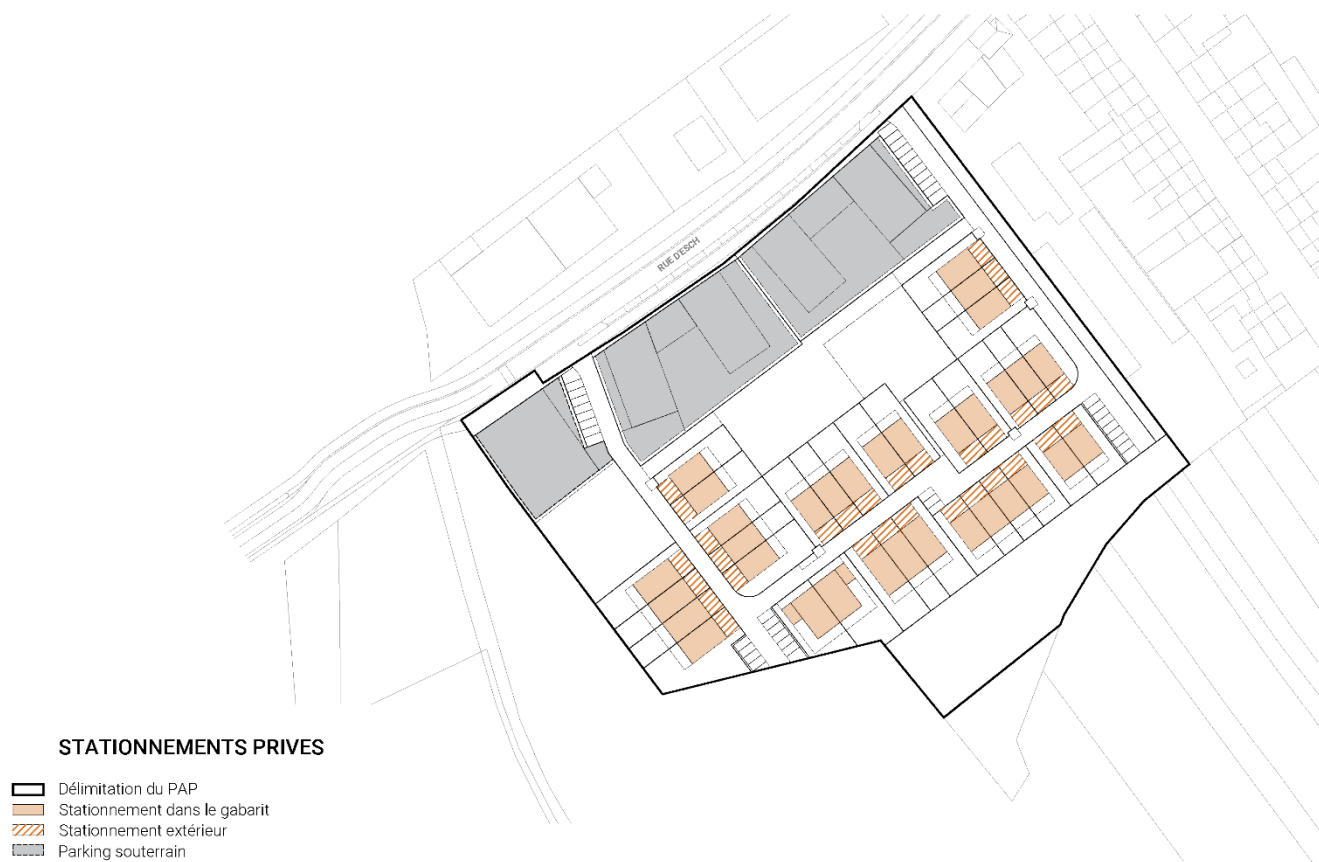 RUE D'ESCH
STATIONNEMENTS PRIVES
Délimitation du PAP
Stationnement dans le gabarit
Stationnement extérieur
Parking souterrain